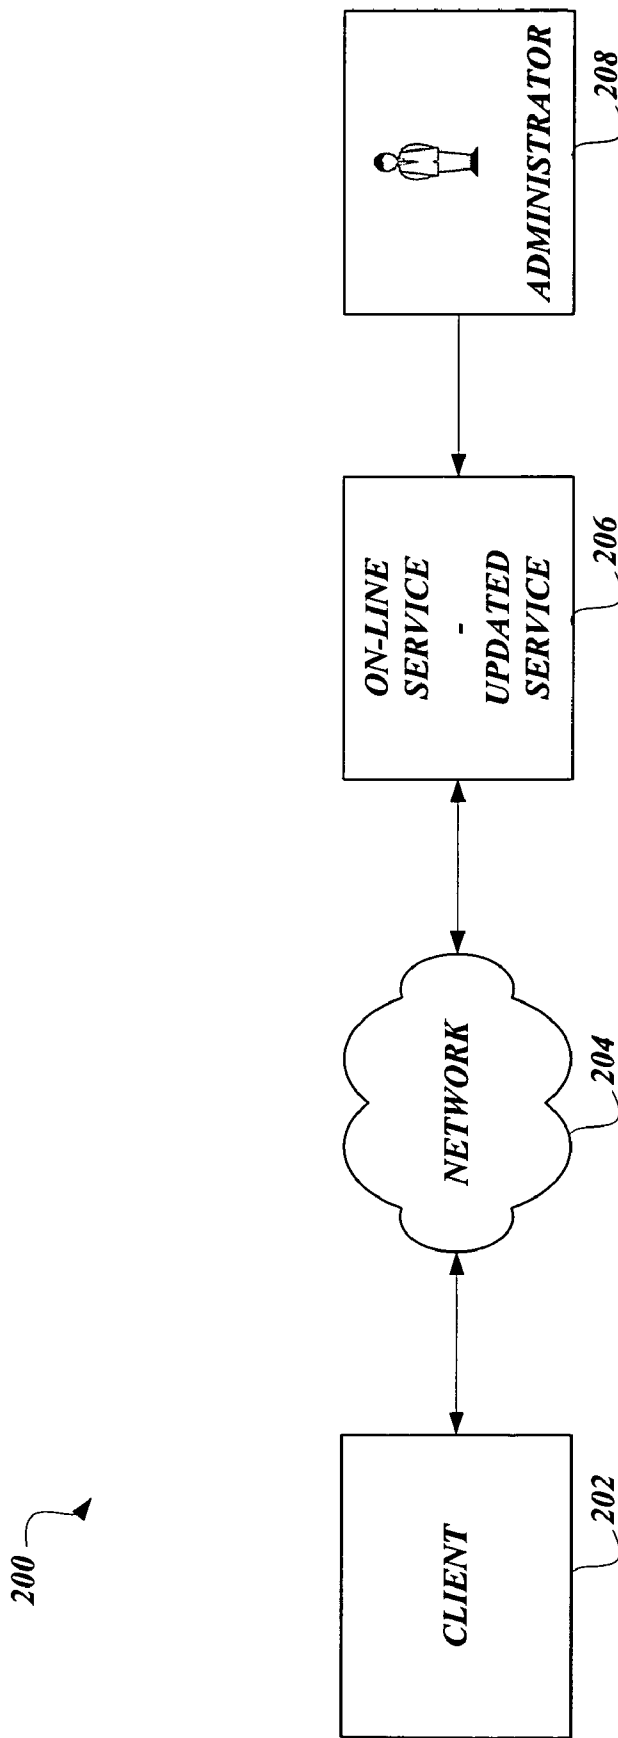 200
CLIENT
202
NETWORK
204
ON-LINE
SERVICE
-
UPDATED
SERVICE
206
ADMINISTRATOR
208